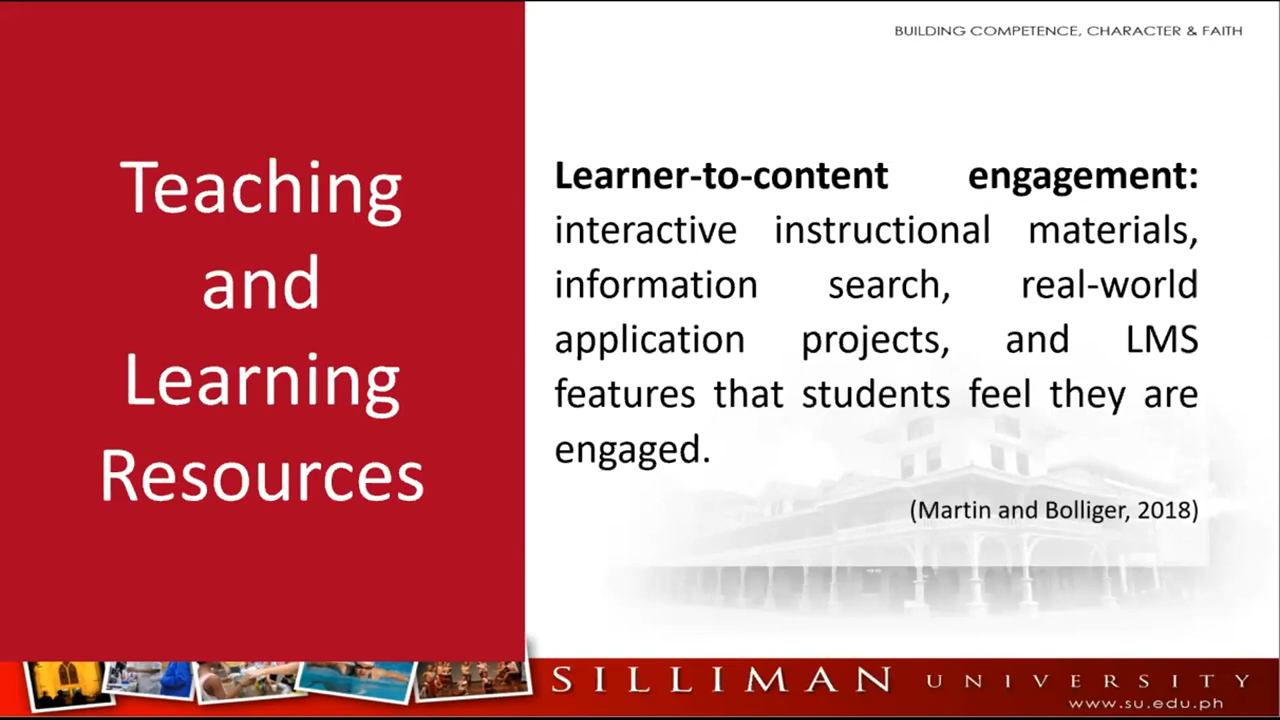 BUILDING COMPETENCE, CHARACTER & FAITH
Teaching
and
Learning
Resources
Learner-to-content engagement:
interactive instructional materials,
information search, real-world
application projects, and LMS
features that students feel they are
engaged.
(Martin and Bolliger, 2018)
SILLIMAN UNIVERSITY
www.su.edu.ph